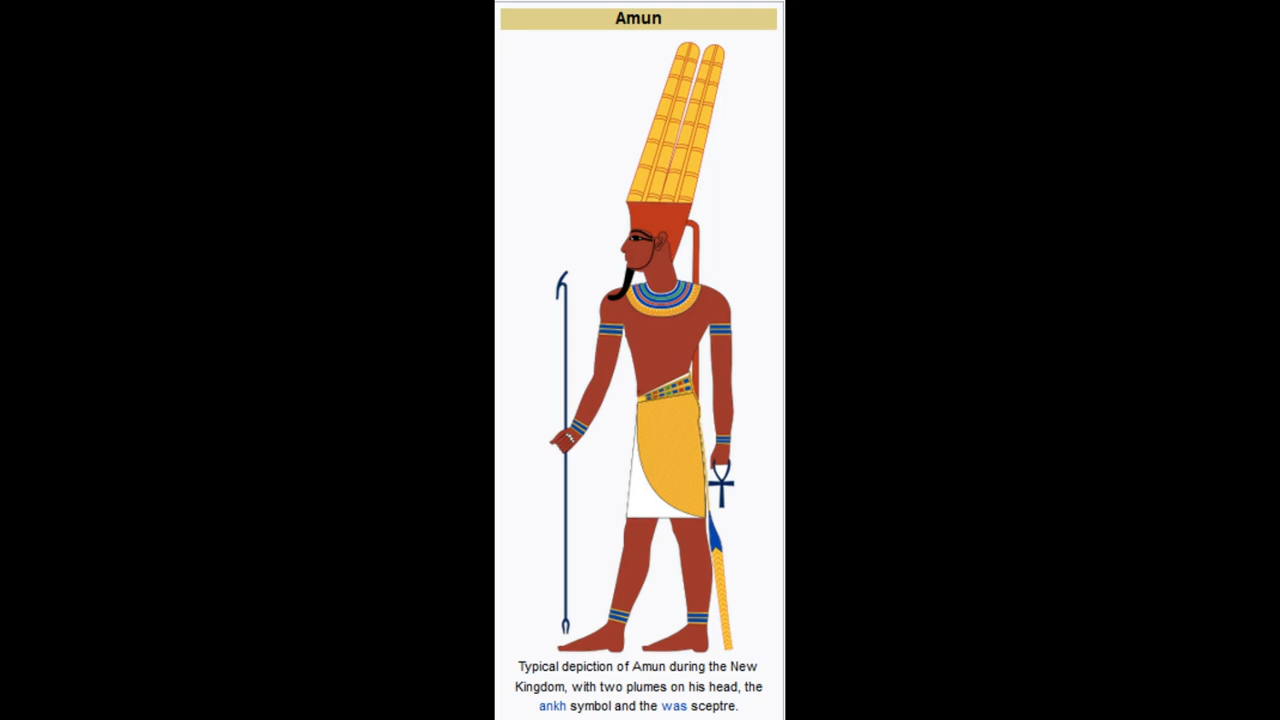 Amun
Typical depiction of Amun during the New
Kingdom, with two plumes on his head, the
ankh symbol and the was sceptre.